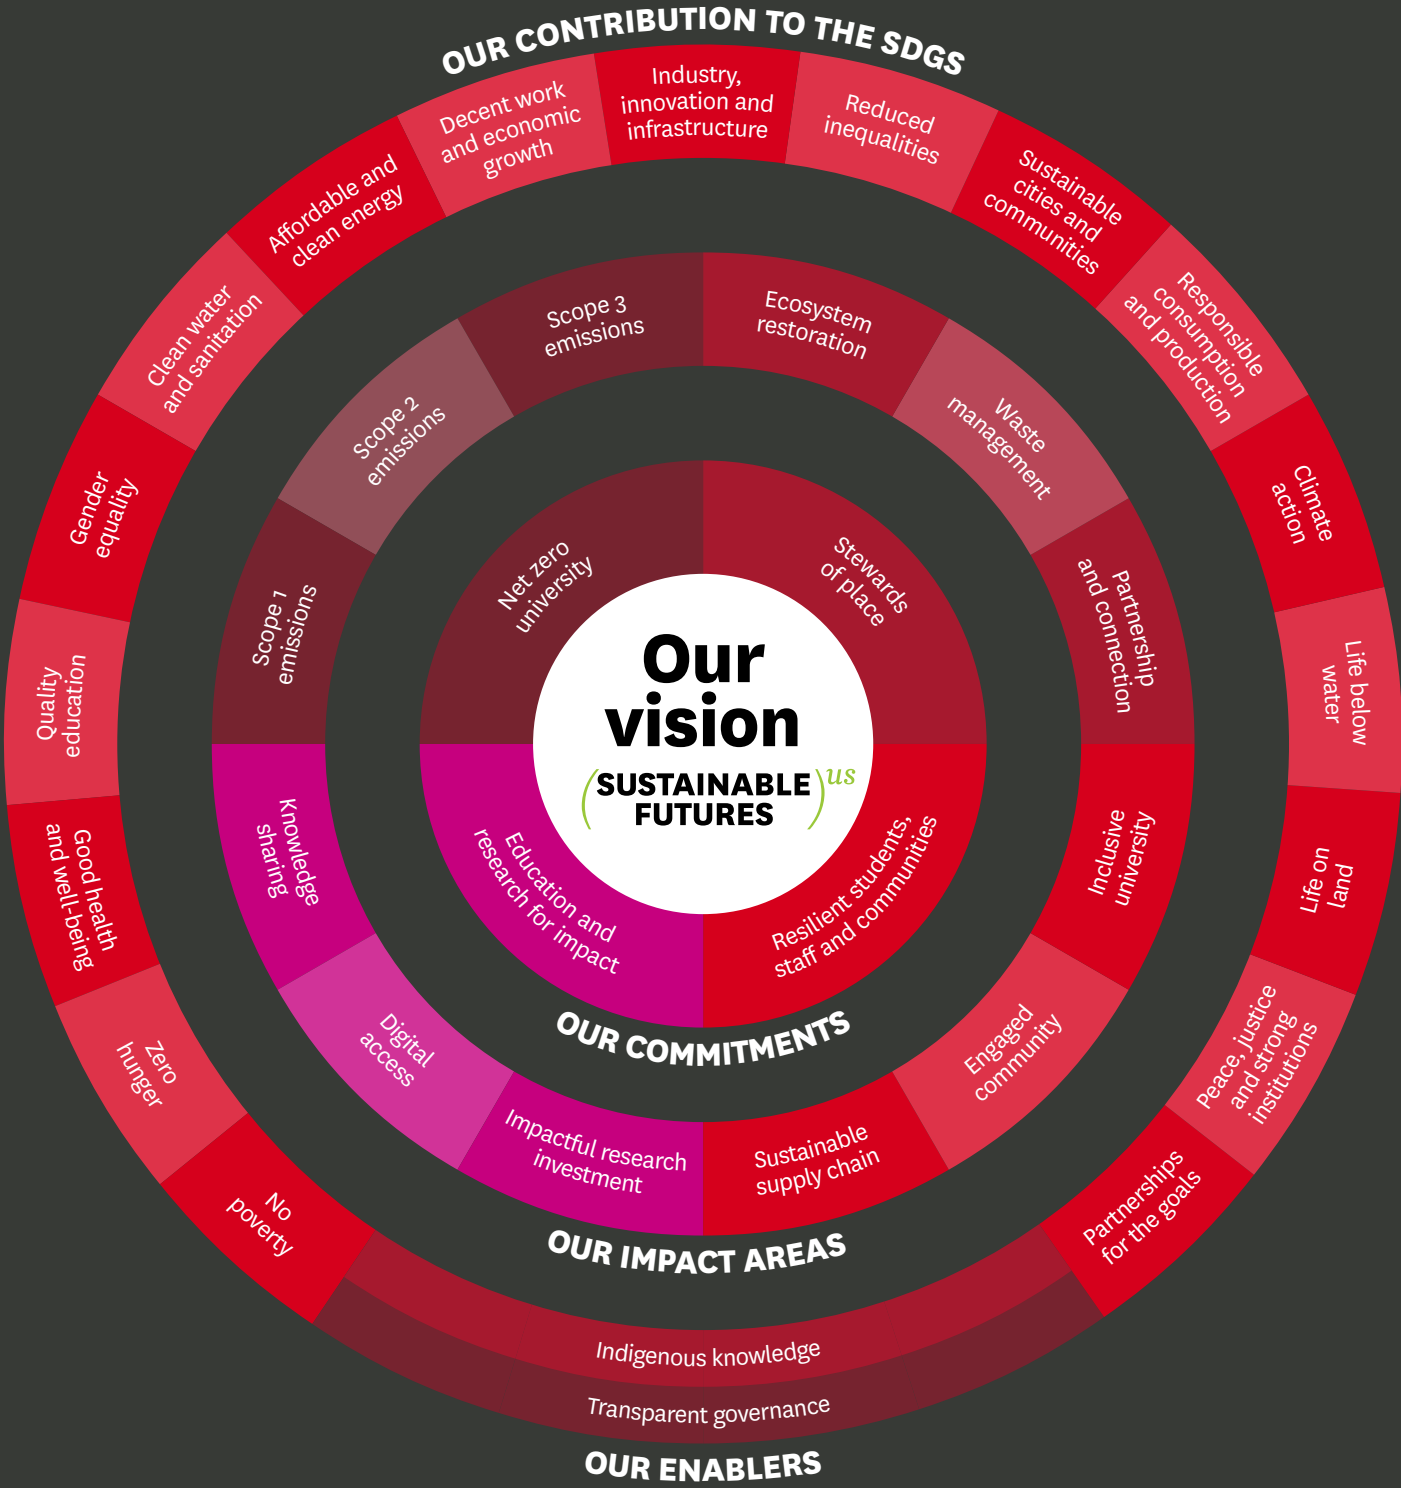 OUR CONTRIBUTION TO THE SDGS
No
poverty
Zero
hunger
Good health
and well-being
Quality
education
Gender
equality
Clean water
and sanitation
Affordable and
clean energy
Decent work
and economic
growth
Industry,
innovation and
infrastructure
Reduced
inequalities
Sustainable
cities and
communities
Responsible
consumption
and production
Climate
action
Life below
water
Life on
land
Peace, justice
and strong
institutions
Partnerships
for the goals
Scope 1
emissions
Scope 2
emissions
Scope 3
emissions
Ecosystem
restoration
Waste
management
Partnership
and connection
Inclusive
university
Engaged
community
Sustainable
supply chain
Impactful research
investment
Digital
access
Knowledge
sharing
Net zero
university
Stewards
of place
Resilient students,
staff and communities
Education and
research for impact
Our
vision
(SUSTAINABLE
FUTURES)us
OUR COMMITMENTS
OUR IMPACT AREAS
Indigenous knowledge
Transparent governance
OUR ENABLERS